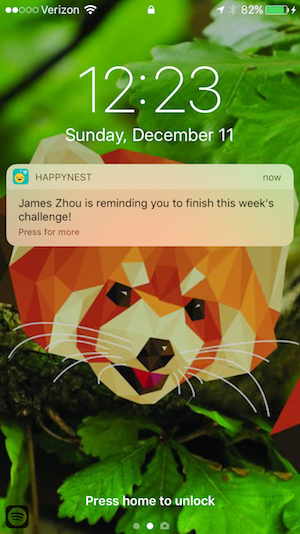 Verizon 82%
12:23
Sunday, December 11
HAPPYNEST now
James Zhou is reminding you to finish this week's
challenge!
Press for more
Press home to unlock